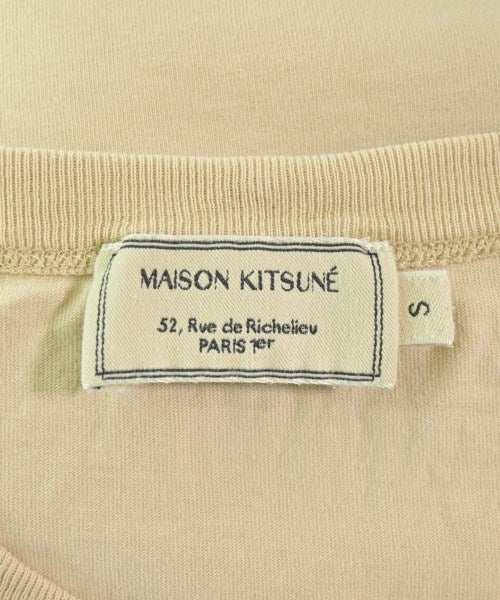 MAISON KITSUNÉ
52, Rue de Richelieu
PARIS 1er
S